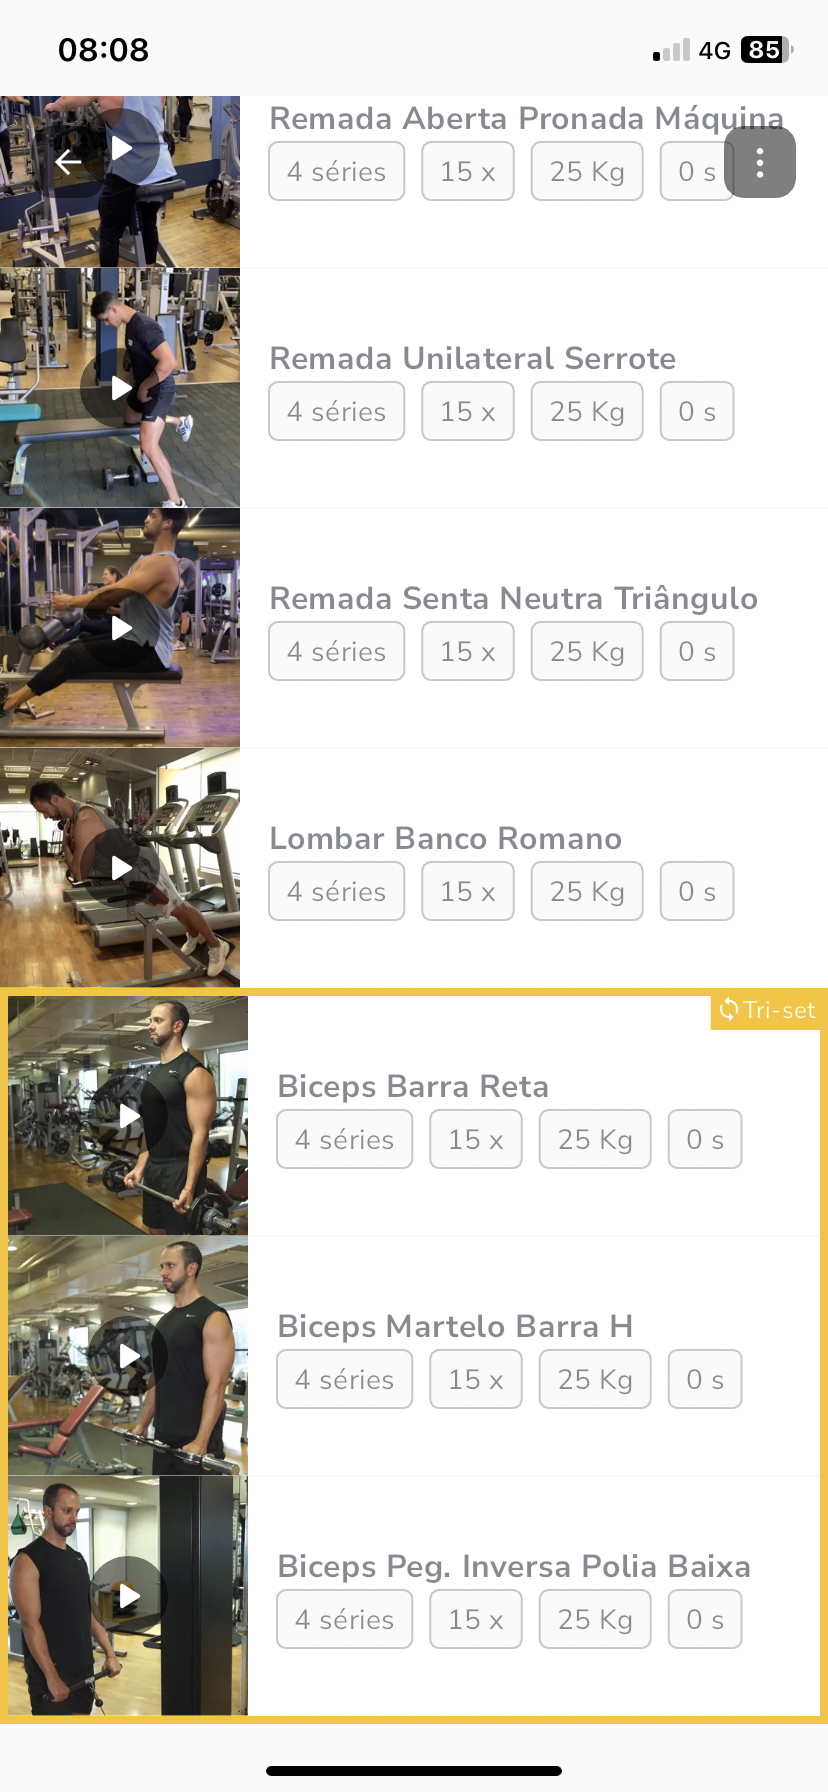 08:08
4G 85
Remada Aberta Pronada Máquina
4 séries 15 x 25 Kg 0 s
Remada Unilateral Serrote
4 séries 15 x 25 Kg 0 s
Remada Senta Neutra Triângulo
4 séries 15 x 25 Kg 0 s
Lombar Banco Romano
4 séries 15 x 25 Kg 0 s
Tri-set
Biceps Barra Reta
4 séries 15 x 25 Kg 0 s
Biceps Martelo Barra H
4 séries 15 x 25 Kg 0 s
Biceps Peg. Inversa Polia Baixa
4 séries 15 x 25 Kg 0 s